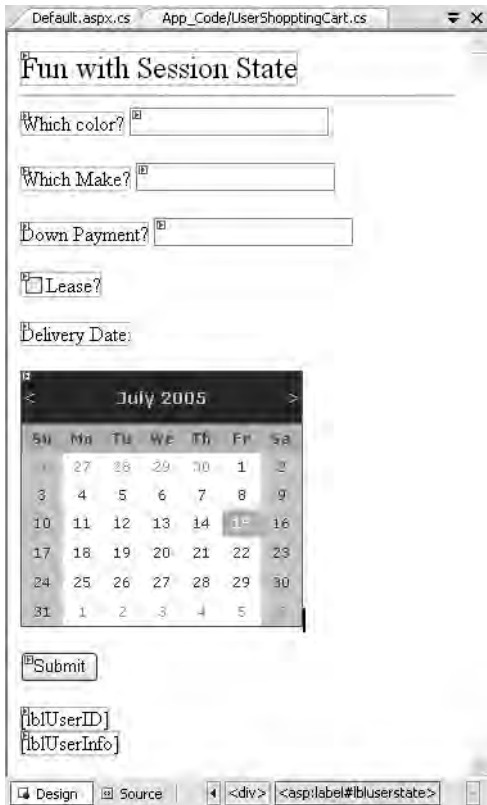 Default.aspx.cs App_Code/UserShopptingCart.cs
Fun with Session State
Which color?
Which Make?
Down Payment?
Lease?
Delivery Date:
< July 2005 >
Su Mo Tu We Th Fr Sa
27 28 29 30 1 2
3 4 5 6 7 8 9
10 11 12 13 14 15 16
17 18 19 20 21 22 23
24 25 26 27 28 29 30
31 1 2 3 4 5
Submit
[lblUserID]
[lblUserInfo]
Design Source <div> <asp:label#lbluserstate>